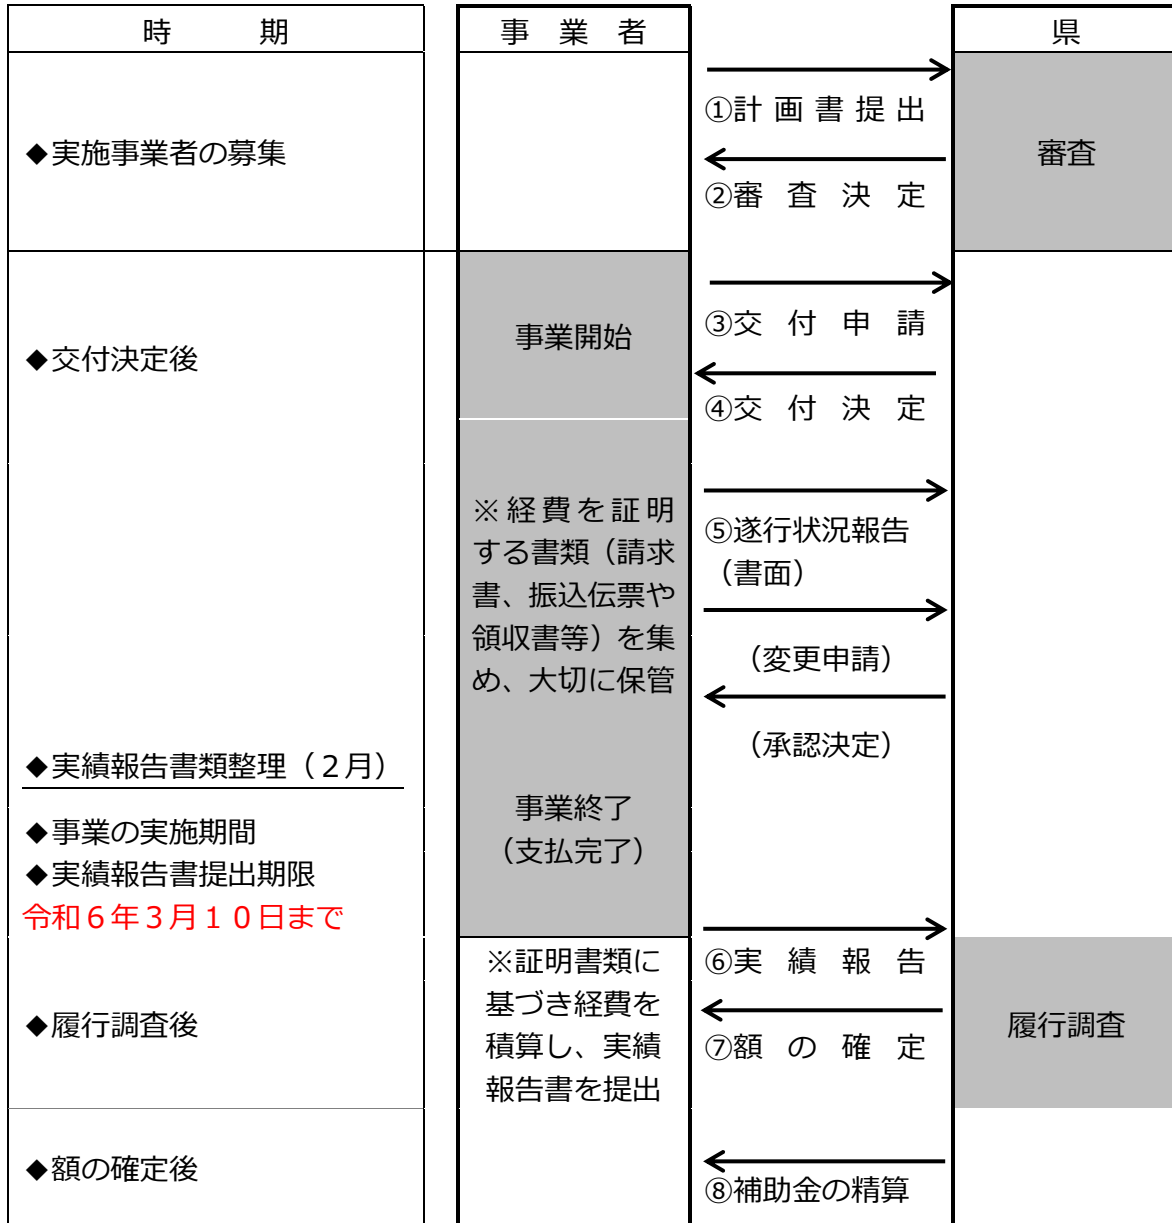 時　期
事業者
県
①計画書提出
◆実施事業者の募集
審査
②審査決定
③交付申請
事業開始
◆交付決定後
④交付決定
※経費を証明
する書類（請求
書、振込伝票や
領収書等）を集
め、大切に保管
⑤遂行状況報告
（書面）
（変更申請）
（承認決定）
◆実績報告書類整理（２月）
事業終了
（支払完了）
◆事業の実施期間
◆実績報告書提出期限
令和６年３月１０日まで
⑥実績報告
※証明書類に
基づき経費を
積算し、実績
報告書を提出
◆履行調査後
⑦額の確定
履行調査
◆額の確定後
⑧補助金の精算